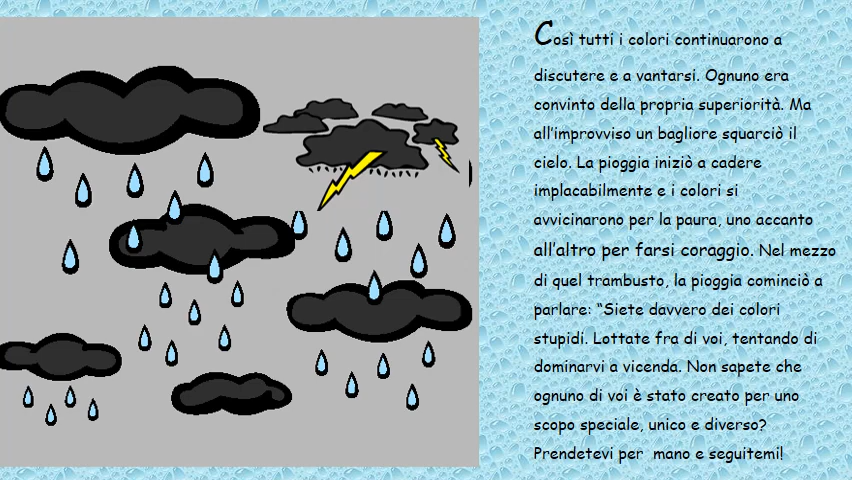 Così tutti i colori continuarono a
discutere e a vantarsi. Ognuno era
convinto della propria superiorità. Ma
all'improvviso un bagliore squarciò il
cielo. La pioggia iniziò a cadere
implacabilmente e i colori si
avvicinarono per la paura, uno accanto
all'altro per farsi coraggio. Nel mezzo
di quel trambusto, la pioggia cominciò a
parlare: “Siete davvero dei colori
stupidi. Lottate fra di voi, tentando di
dominarvi a vicenda. Non sapete che
ognuno di voi è stato creato per uno
scopo speciale, unico e diverso?
Prendetevi per  mano e seguitemi!